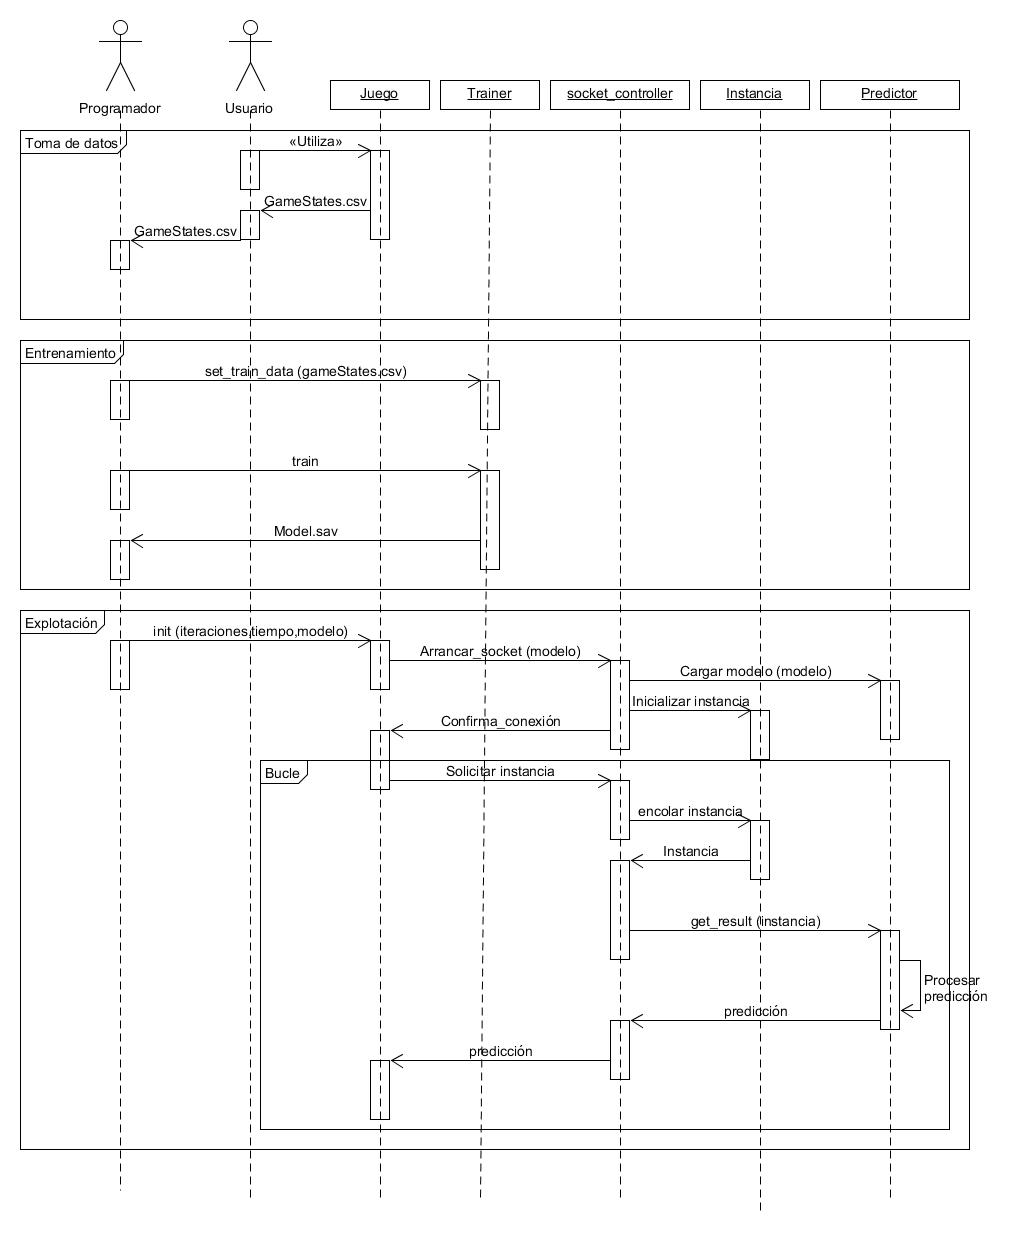 Programador
Usuario
Juego
Trainer
socket_controller
Instancia
Predictor
Toma de datos
«Utiliza»
GameStates.csv
GameStates.csv
Entrenamiento
set_train_data (gameStates.csv)
train
Model.sav
Explotación
init (iteraciones,tiempo,modelo)
Arrancar_socket (modelo)
Cargar modelo (modelo)
Inicializar instancia
Confirma_conexión
Bucle
Solicitar instancia
encolar instancia
Instancia
get_result (instancia)
Procesar
predicción
predicción
predicción